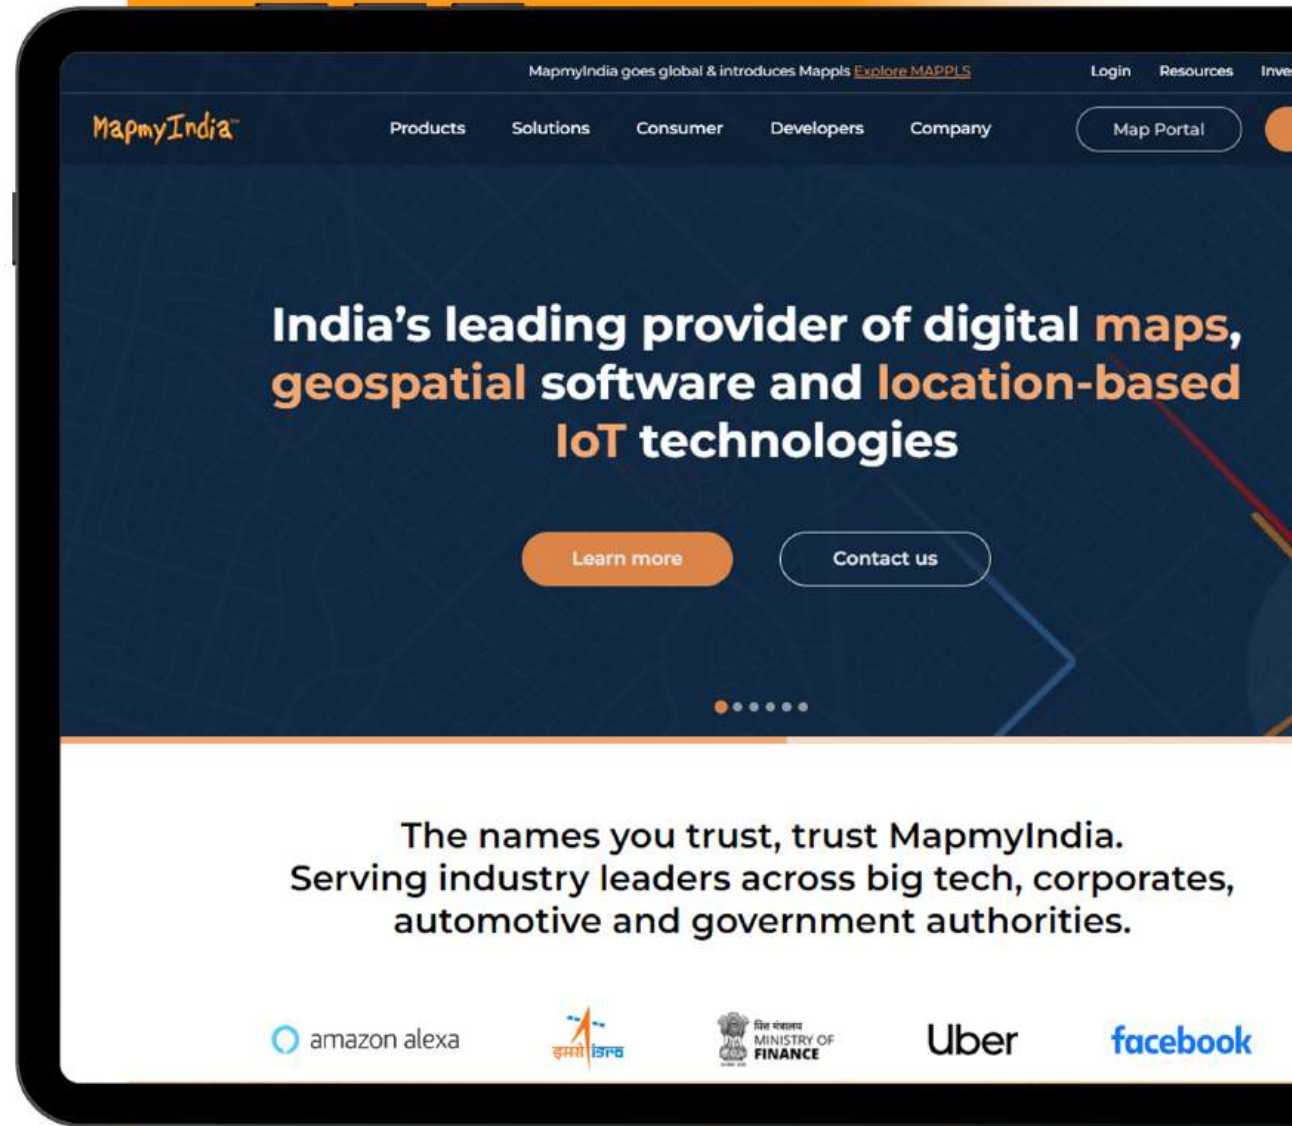 MapmyIndia goes global & introduces Mappls Explore MAPPLS
Login Resources Inve
MapmyIndia
Products Solutions Consumer Developers Company Map Portal
India’s leading provider of digital maps,
geospatial software and location-based
IoT technologies
Learn more Contact us
The names you trust, trust MapmyIndia.
Serving industry leaders across big tech, corporates,
automotive and government authorities.
amazon alexa
इसरो isro
वित्त मंत्रालय
MINISTRY OF
FINANCE
Uber
facebook